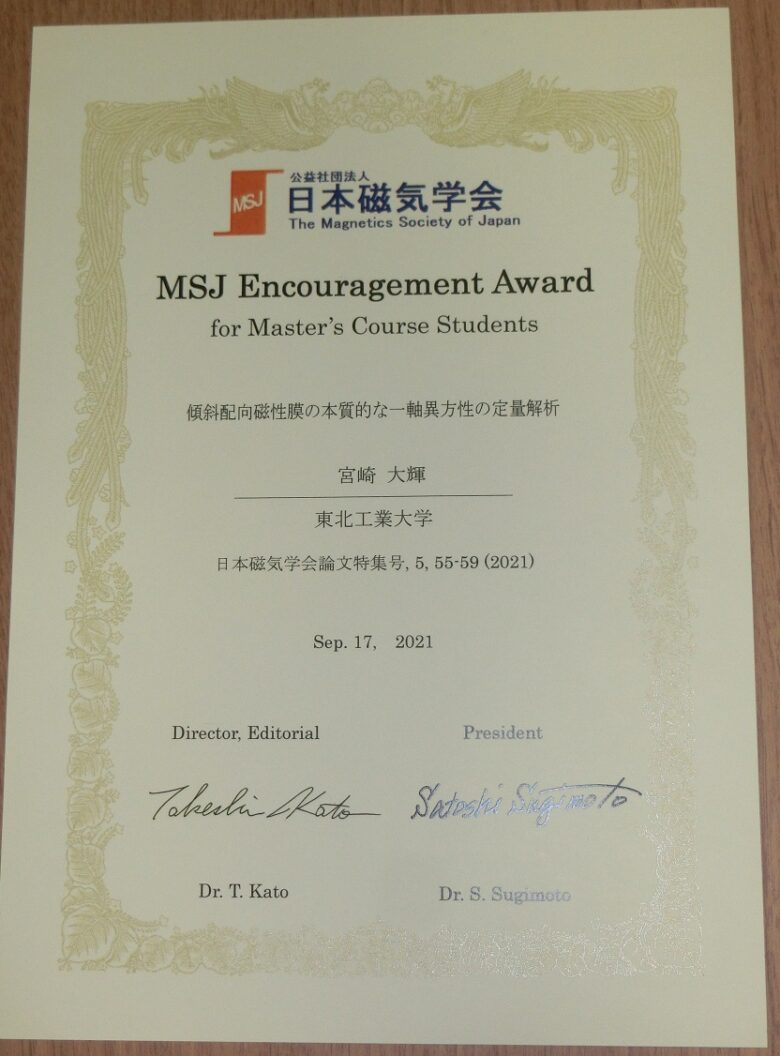 MSJ
公益社団法人
日本磁気学会
The Magnetics Society of Japan
MSJ Encouragement Award
for Master's Course Students
傾斜配向磁性膜の本質的な一軸異方性の定量解析
宮崎 大輝
東北工業大学
日本磁気学会論文特集号, 5, 55-59 (2021)
Sep. 17, 2021
Director, Editorial
President
Takeshi Kato
Satoshi Sugimoto
Dr. T. Kato
Dr. S. Sugimoto